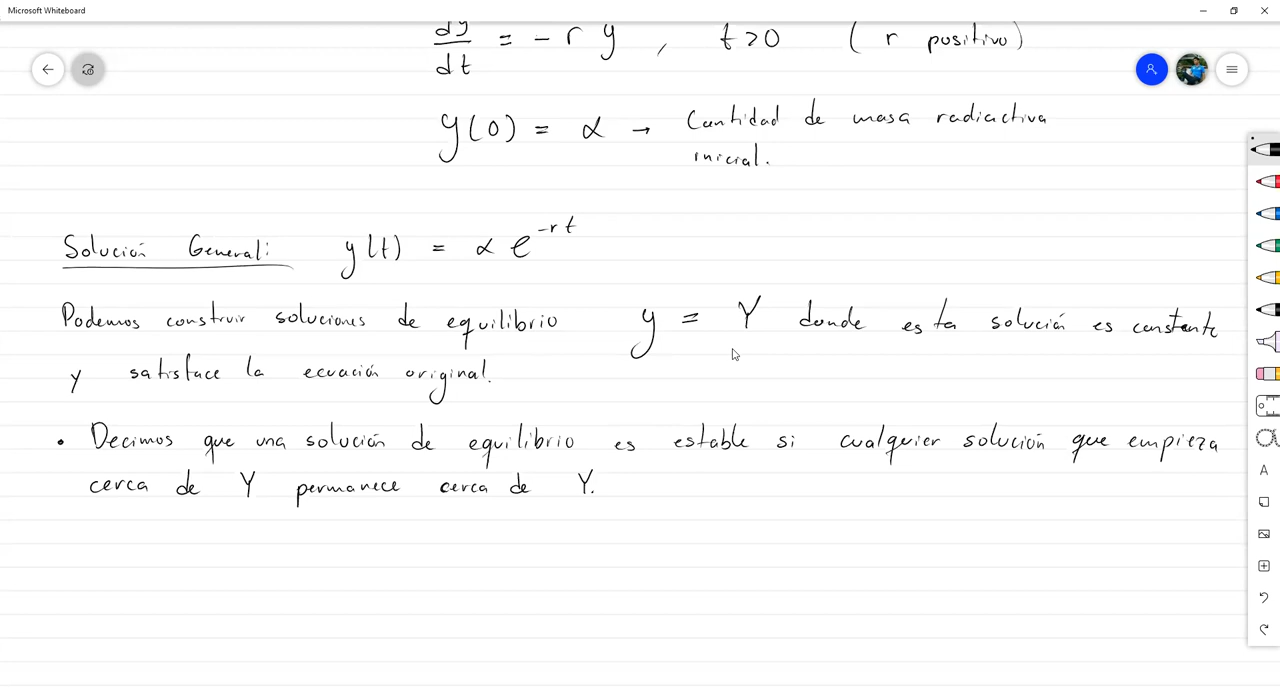 Microsoft Whiteboard
dy/dt = - r y , t > 0 ( r positivo )
y(0) = α → Cantidad de masa radiactiva
inicial.
Solución General: y(t) = α e^{-rt}
Podemos construir soluciones de equilibrio y = Y donde esta solución es constante
y satisface la ecuación original.
• Decimos que una solución de equilibrio es estable si cualquier solución que empieza
cerca de Y permanece cerca de Y.
A